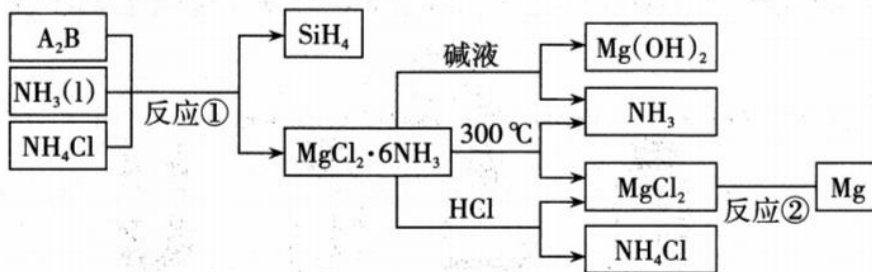 A₂B
NH₃(l)
NH₄Cl
反应①
SiH₄
MgCl₂·6NH₃
碱液
300 ℃
HCl
Mg(OH)₂
NH₃
MgCl₂
NH₄Cl
反应②
Mg